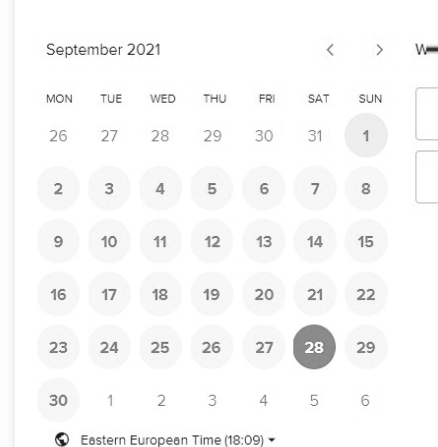 September 2021
MON TUE WED THU FRI SAT SUN
26 27 28 29 30 31 1
2 3 4 5 6 7 8
9 10 11 12 13 14 15
16 17 18 19 20 21 22
23 24 25 26 27 28 29
30 1 2 3 4 5 6
Eastern European Time (18:09)